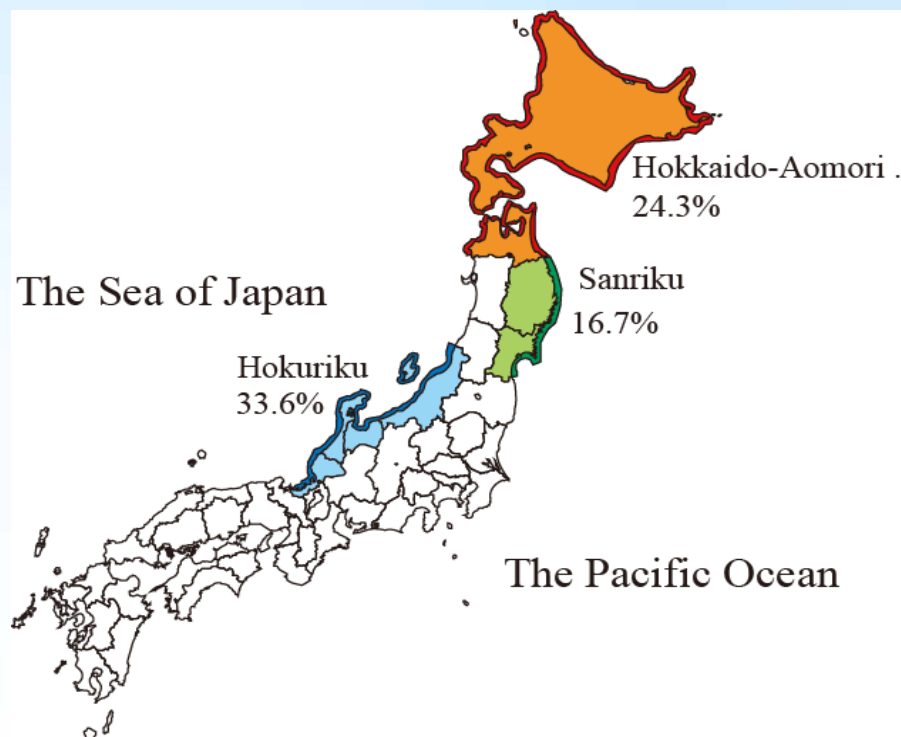 Hokkaido-Aomori .
24.3%
Sanriku
16.7%
The Sea of Japan
Hokuriku
33.6%
The Pacific Ocean